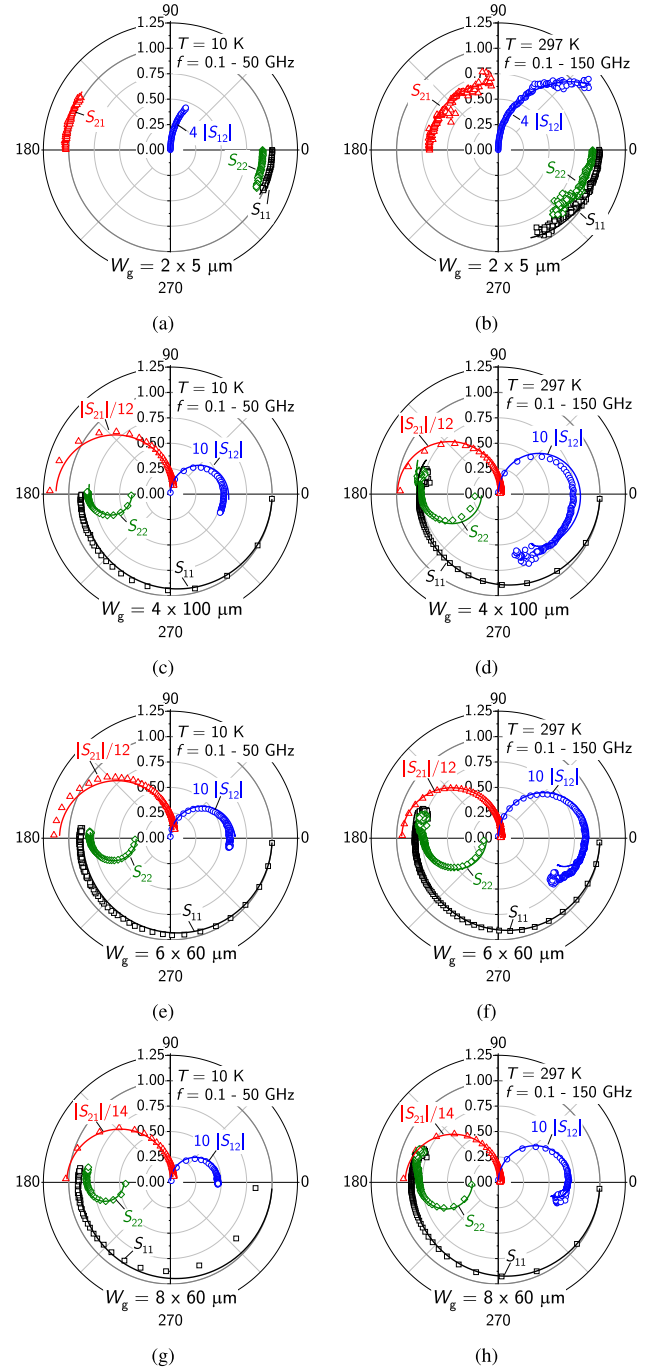 90
1.25
T = 10 K
1.00
f = 0.1 - 50 GHz
0.75
0.50
S21
0.25
4 |S12|
180
0.00
0
S22
S11
Wg = 2 x 5 μm
270
(a)
90
1.25
T = 297 K
1.00
f = 0.1 - 150 GHz
0.75
S21
0.50
0.25
4 |S12|
180
0.00
0
S22
S11
Wg = 2 x 5 μm
270
(b)
90
1.25
T = 10 K
1.00
f = 0.1 - 50 GHz
|S21|/12
0.75
0.50
10 |S12|
0.25
180
0.00
0
S22
S11
Wg = 4 x 100 μm
270
(c)
90
1.25
T = 297 K
1.00
f = 0.1 - 150 GHz
|S21|/12
0.75
10 |S12|
0.50
0.25
180
0.00
0
S22
S11
Wg = 4 x 100 μm
270
(d)
90
1.25
T = 10 K
1.00
f = 0.1 - 50 GHz
|S21|/12
0.75
0.50
10 |S12|
0.25
180
0.00
0
S22
S11
Wg = 6 x 60 μm
270
(e)
90
1.25
T = 297 K
1.00
f = 0.1 - 150 GHz
|S21|/12
0.75
10 |S12|
0.50
0.25
180
0.00
0
S22
S11
Wg = 6 x 60 μm
270
(f)
90
1.25
T = 10 K
1.00
f = 0.1 - 50 GHz
|S21|/14
0.75
0.50
10 |S12|
0.25
180
0.00
0
S22
S11
Wg = 8 x 60 μm
270
(g)
90
1.25
T = 297 K
1.00
f = 0.1 - 150 GHz
|S21|/14
0.75
10 |S12|
0.50
0.25
180
0.00
0
S22
S11
Wg = 8 x 60 μm
270
(h)